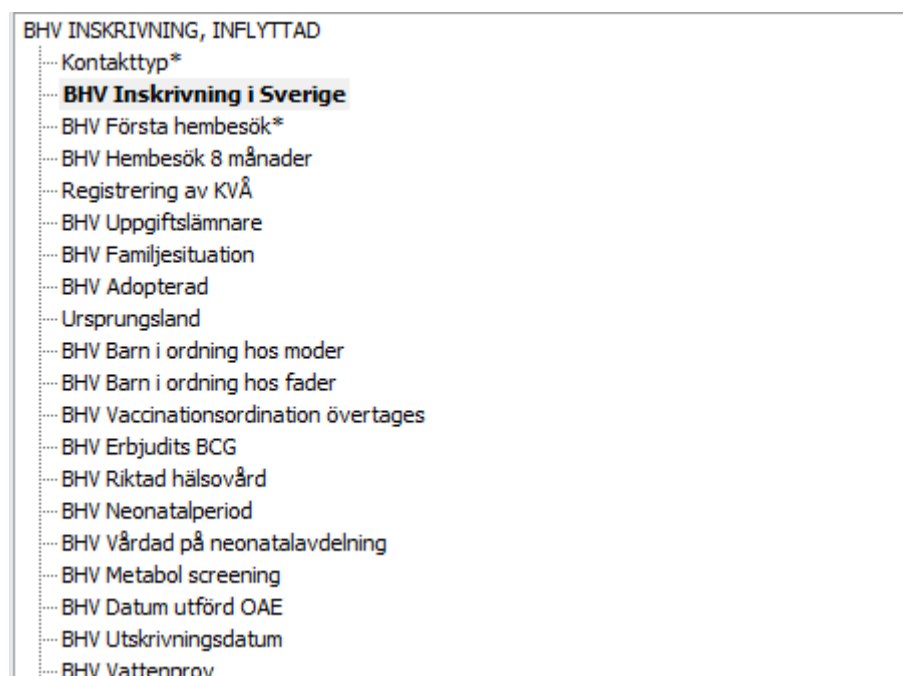 BHV INSKRIVNING, INFLYTTAD
Kontakttyp*
BHV Inskrivning i Sverige
BHV Första hembesök*
BHV Hembesök 8 månader
Registrering av KVÅ
BHV Uppgiftslämnare
BHV Familjesituation
BHV Adopterad
Ursprungsland
BHV Barn i ordning hos moder
BHV Barn i ordning hos fader
BHV Vaccinationsordination övertages
BHV Erbjudits BCG
BHV Riktad hälsovård
BHV Neonatalperiod
BHV Vårdad på neonatalavdelning
BHV Metabol screening
BHV Datum utförd OAE
BHV Utskrivningsdatum
BHV Vattenprov